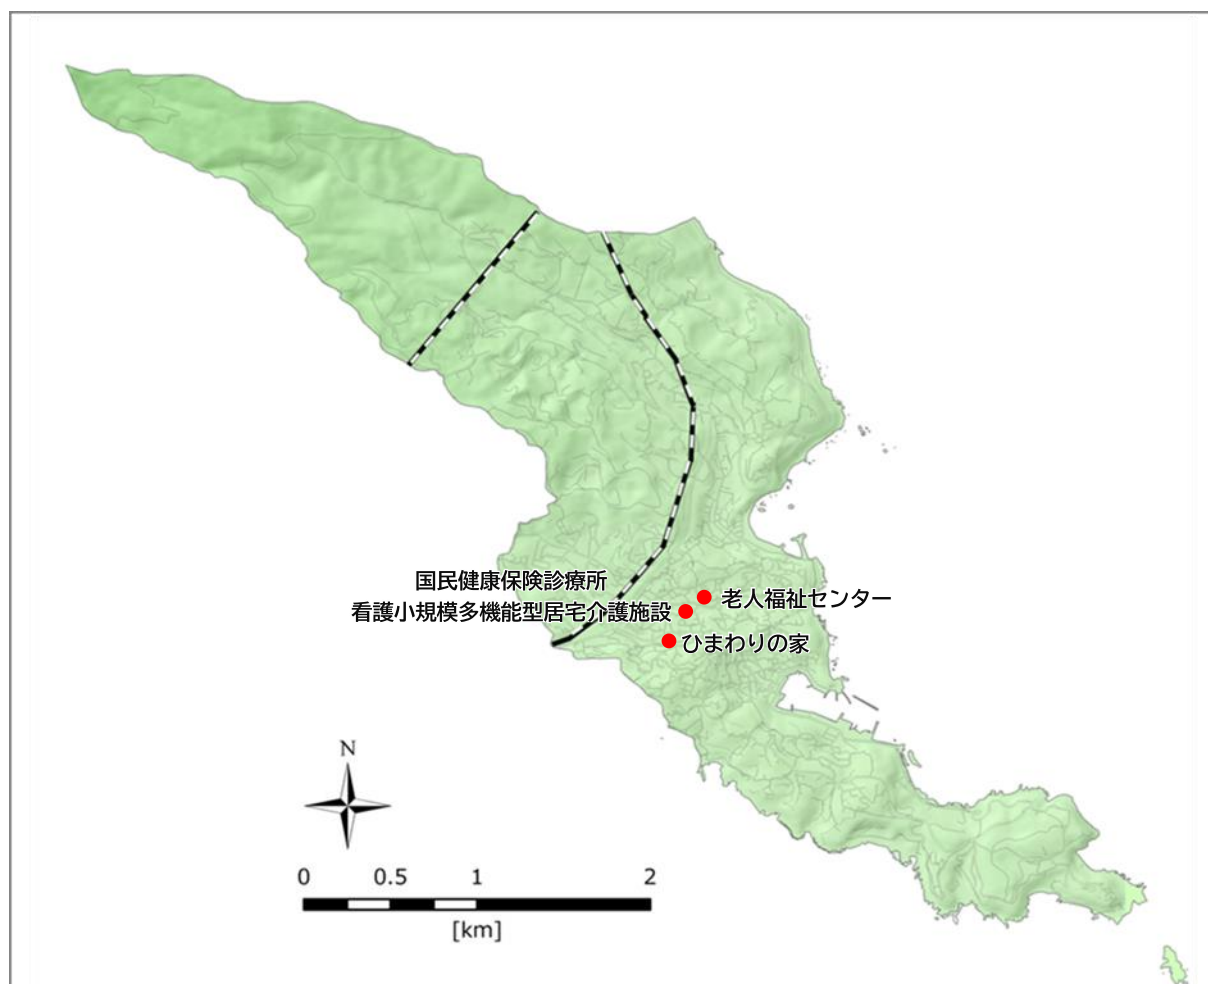 国民健康保険診療所
看護小規模多機能型居宅介護施設
老人福祉センター
ひまわりの家
N
0 0.5 1 2
[km]